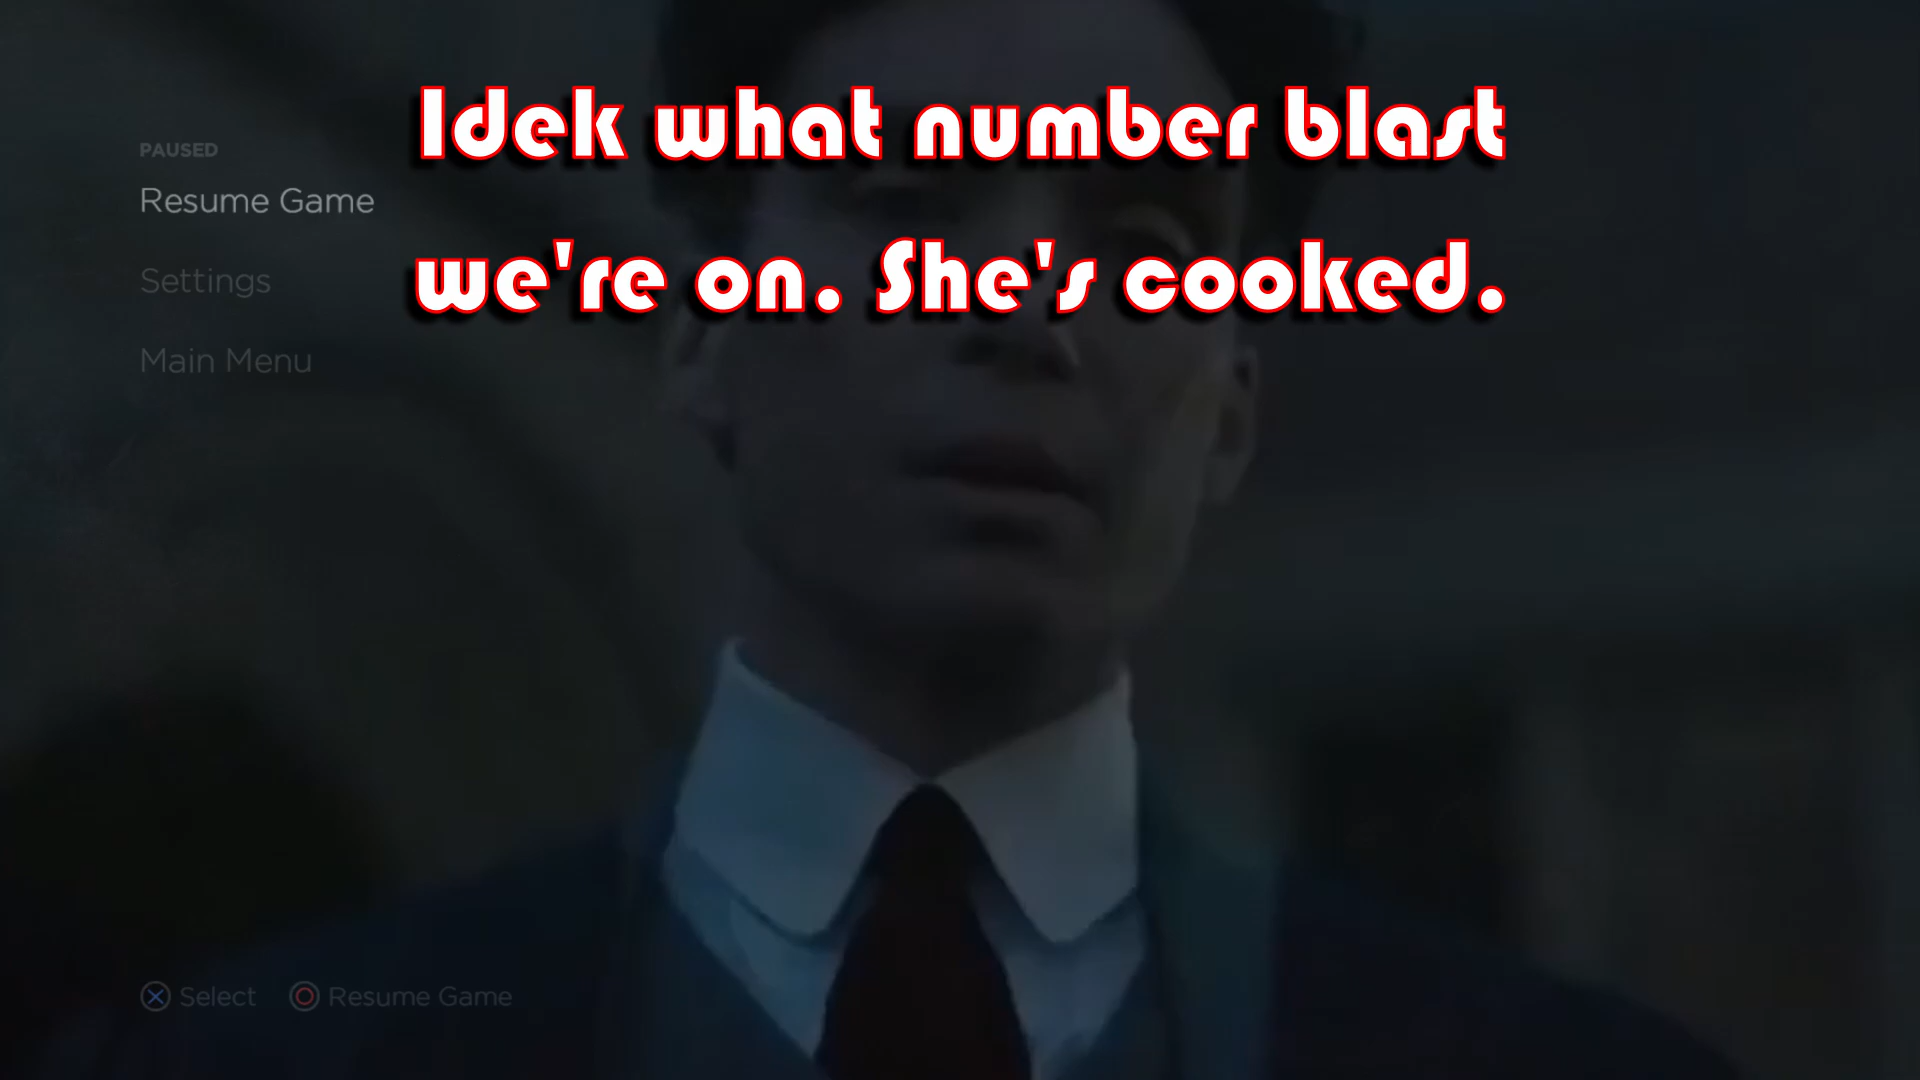 Idek what number blast
we're on. She's cooked.
PAUSED
Resume Game
Settings
Main Menu
Select Resume Game